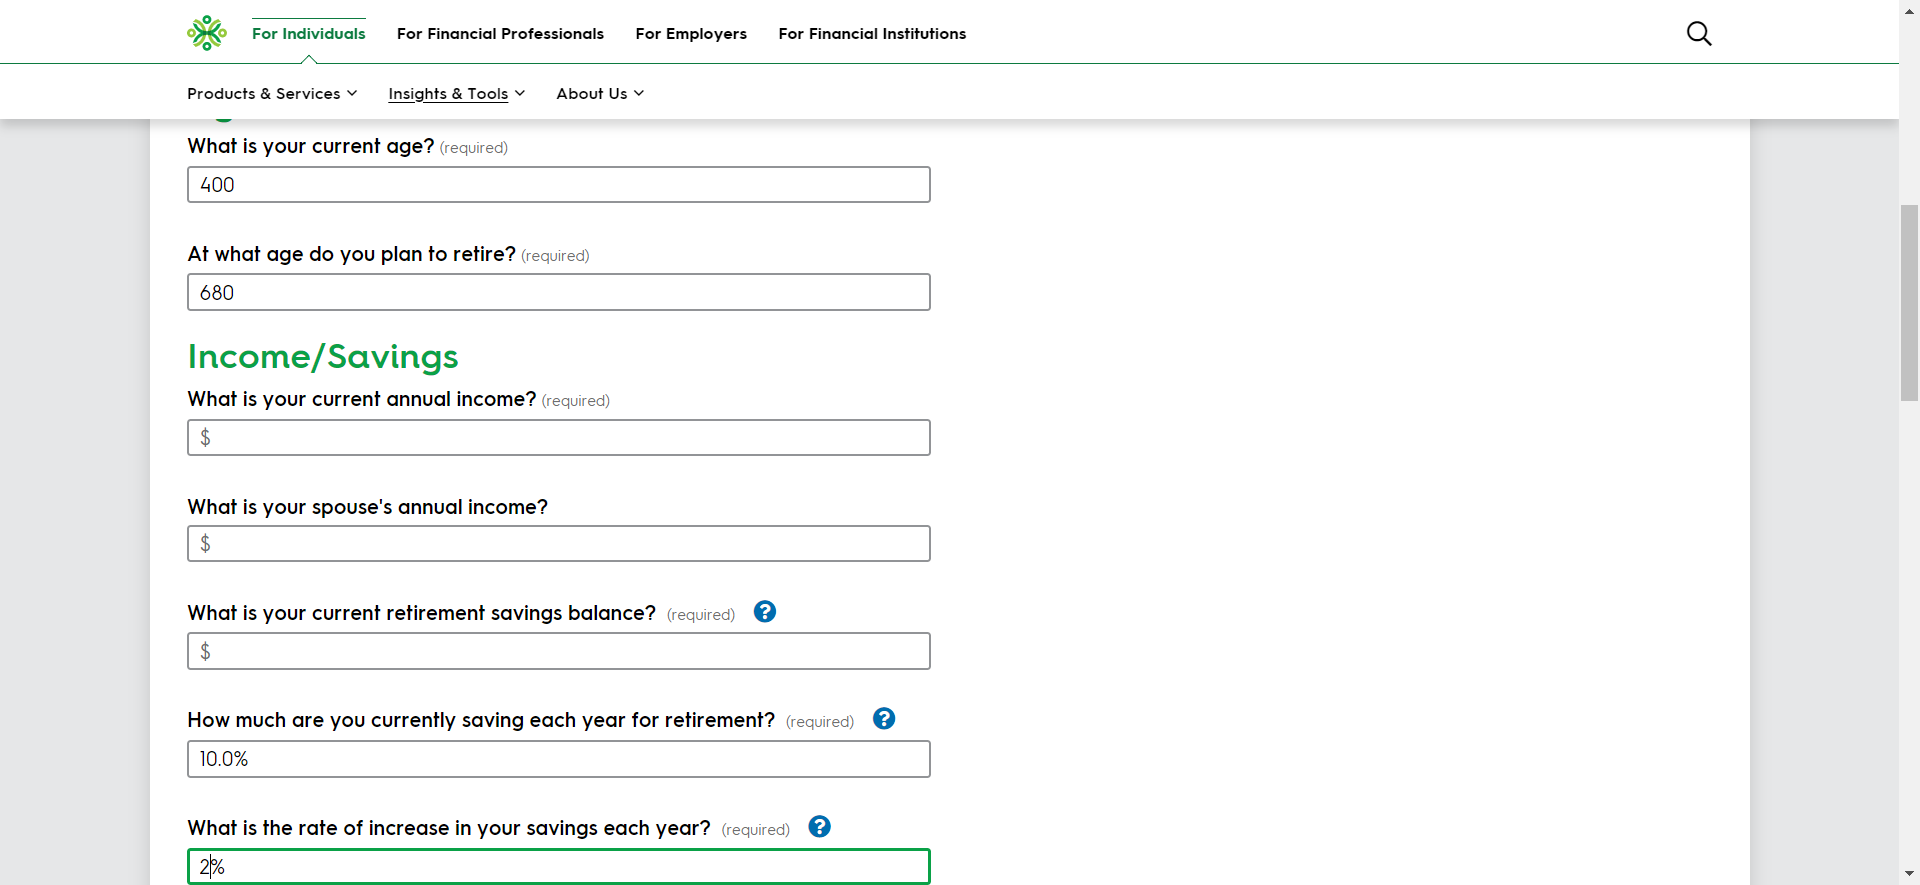 For Individuals For Financial Professionals For Employers For Financial Institutions
Products & Services Insights & Tools About Us
What is your current age? (required)
400
At what age do you plan to retire? (required)
680
Income/Savings
What is your current annual income? (required)
$
What is your spouse's annual income?
$
What is your current retirement savings balance? (required) ?
$
How much are you currently saving each year for retirement? (required) ?
10.0%
What is the rate of increase in your savings each year? (required) ?
2%